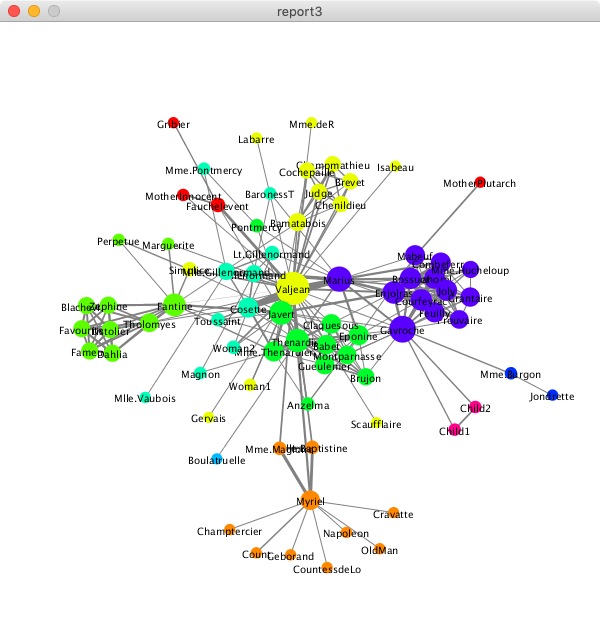 report3
Gribier
Mme.deR
Labarre
Mme.Pontmercy
Champmathieu
Cochepaille
Isabeau
Brevet
MotherInnocent
BaronessT
Judge
MotherPlutarch
Fauchelevent
Chenildieu
Pontmercy
Bamatabois
Perpetue
Marguerite
Lt.Gillenormand
Mabeuf
Combeferre
Simplice
Mlle.Gillenormand
Mme.Hucheloup
Valjean
Marius
Bossuet
Joly
Enjolras
Grantaire
Blacheville
Zephine
Fantine
Cosette
Courfeyrac
Javert
Feuilly
Prouvaire
Toussaint
Claquesous
Favourite
Listolier
Tholomyes
Gavroche
Eponine
Thenardier
Babet
Woman2
Mme.Thenardier
Fameuil
Dahlia
Montparnasse
Gueulemer
Magnon
Brujon
Mme.Burgon
Woman1
Jondrette
Mlle.Vaubois
Anzelma
Child2
Gervais
Scaufflaire
Child1
Mme.Magloire
Mlle.Baptistine
Boulatruelle
Myriel
Cravatte
Champtercier
Napoleon
Count
Geborand
OldMan
CountessdeLo